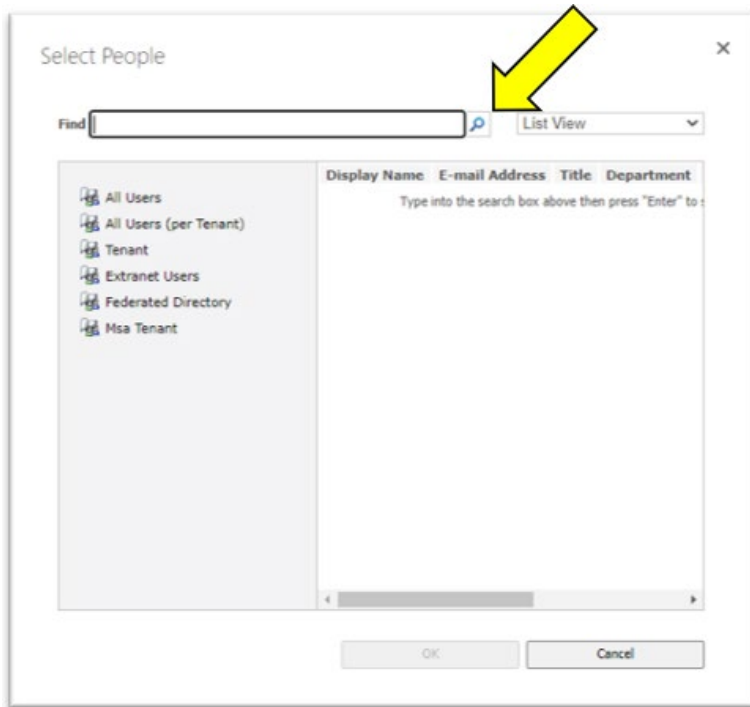 Select People
Find
List View
All Users
All Users (per Tenant)
Tenant
Extranet Users
Federated Directory
Msa Tenant
Display Name E-mail Address Title Department
Type into the search box above then press "Enter" to
OK
Cancel